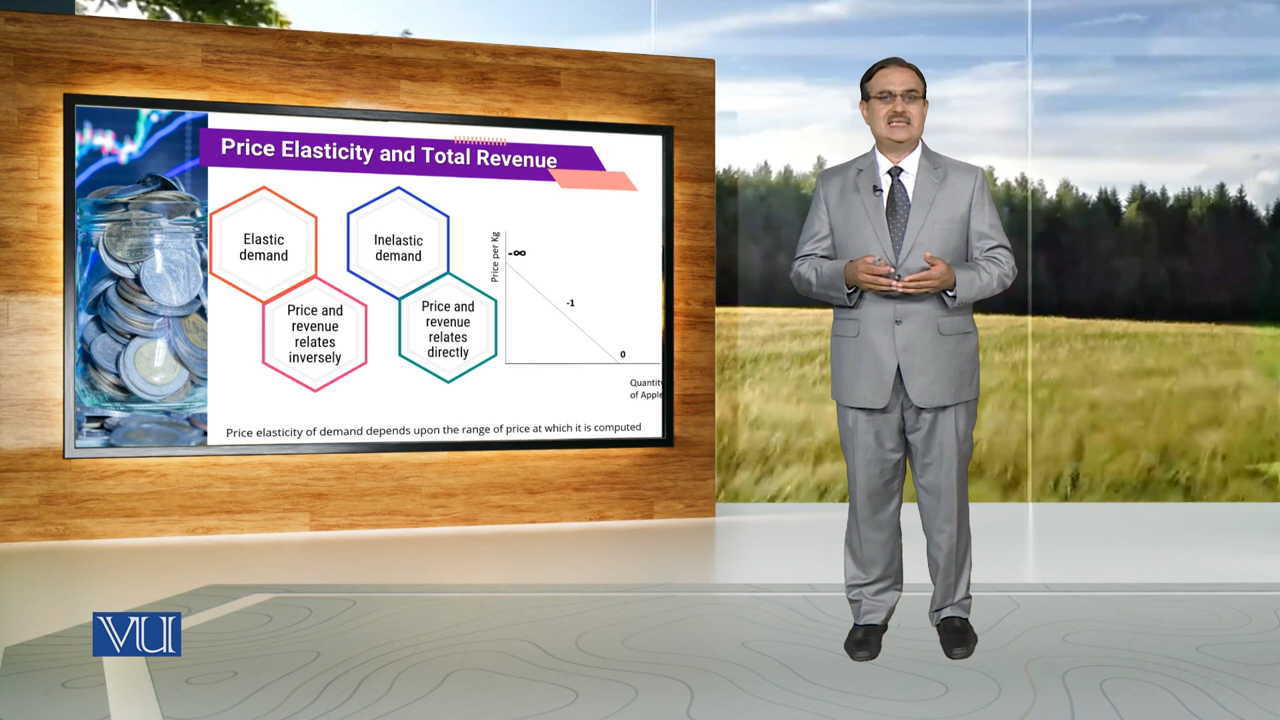 Price Elasticity and Total Revenue
Elastic
demand
Inelastic
demand
Price and
revenue
relates
inversely
Price and
revenue
relates
directly
Price per Kg
-∞
-1
0
Quantity
of Apple
Price elasticity of demand depends upon the range of price at which it is computed
VU